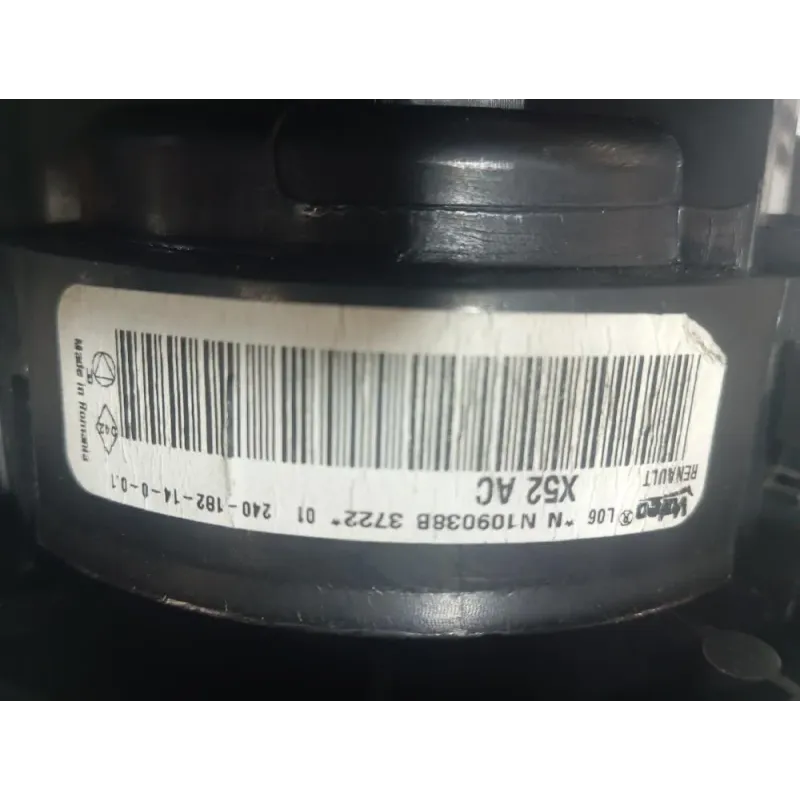 Valeo ® L06 *N N109038B 3722* 01 240-182-14-0-0.1
RENAULT
X52 AC
Made in Romania